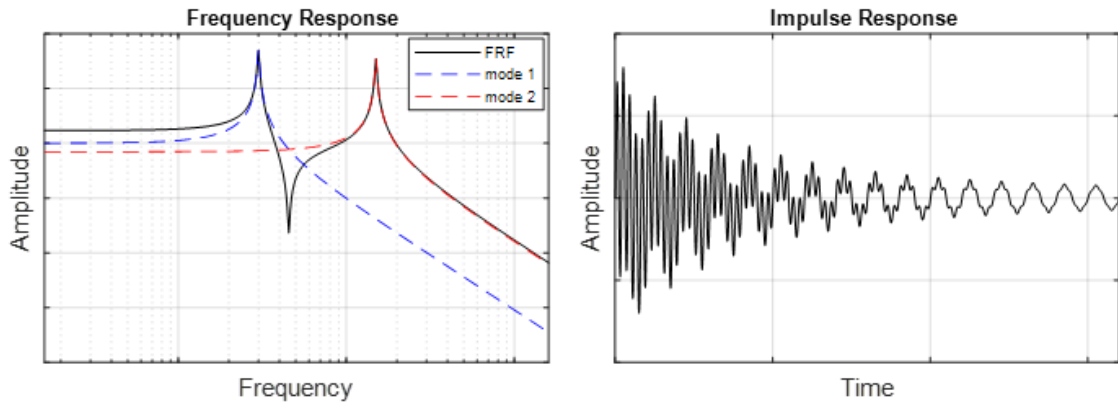 Frequency Response
FRF
mode 1
mode 2
Amplitude
Frequency
Impulse Response
Amplitude
Time